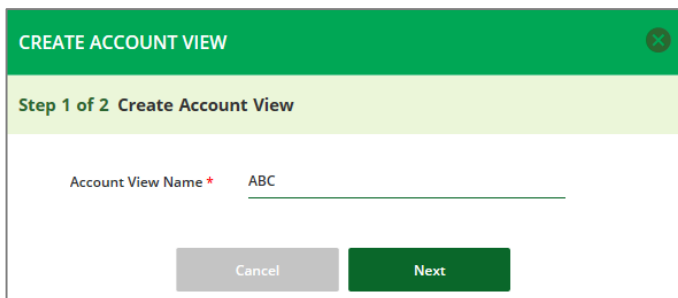 CREATE ACCOUNT VIEW
Step 1 of 2 Create Account View
Account View Name * ABC
Cancel Next